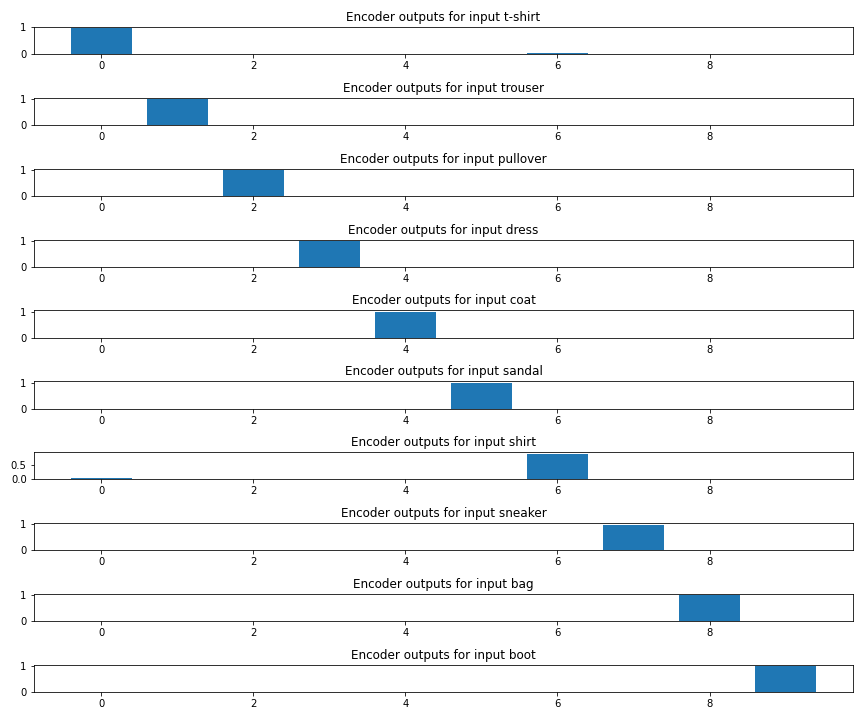 Encoder outputs for input t-shirt
1
0
0 2 4 6 8
Encoder outputs for input trouser
1
0
0 2 4 6 8
Encoder outputs for input pullover
1
0
0 2 4 6 8
Encoder outputs for input dress
1
0
0 2 4 6 8
Encoder outputs for input coat
1
0
0 2 4 6 8
Encoder outputs for input sandal
1
0
0 2 4 6 8
Encoder outputs for input shirt
0.5
0.0
0 2 4 6 8
Encoder outputs for input sneaker
1
0
0 2 4 6 8
Encoder outputs for input bag
1
0
0 2 4 6 8
Encoder outputs for input boot
1
0
0 2 4 6 8